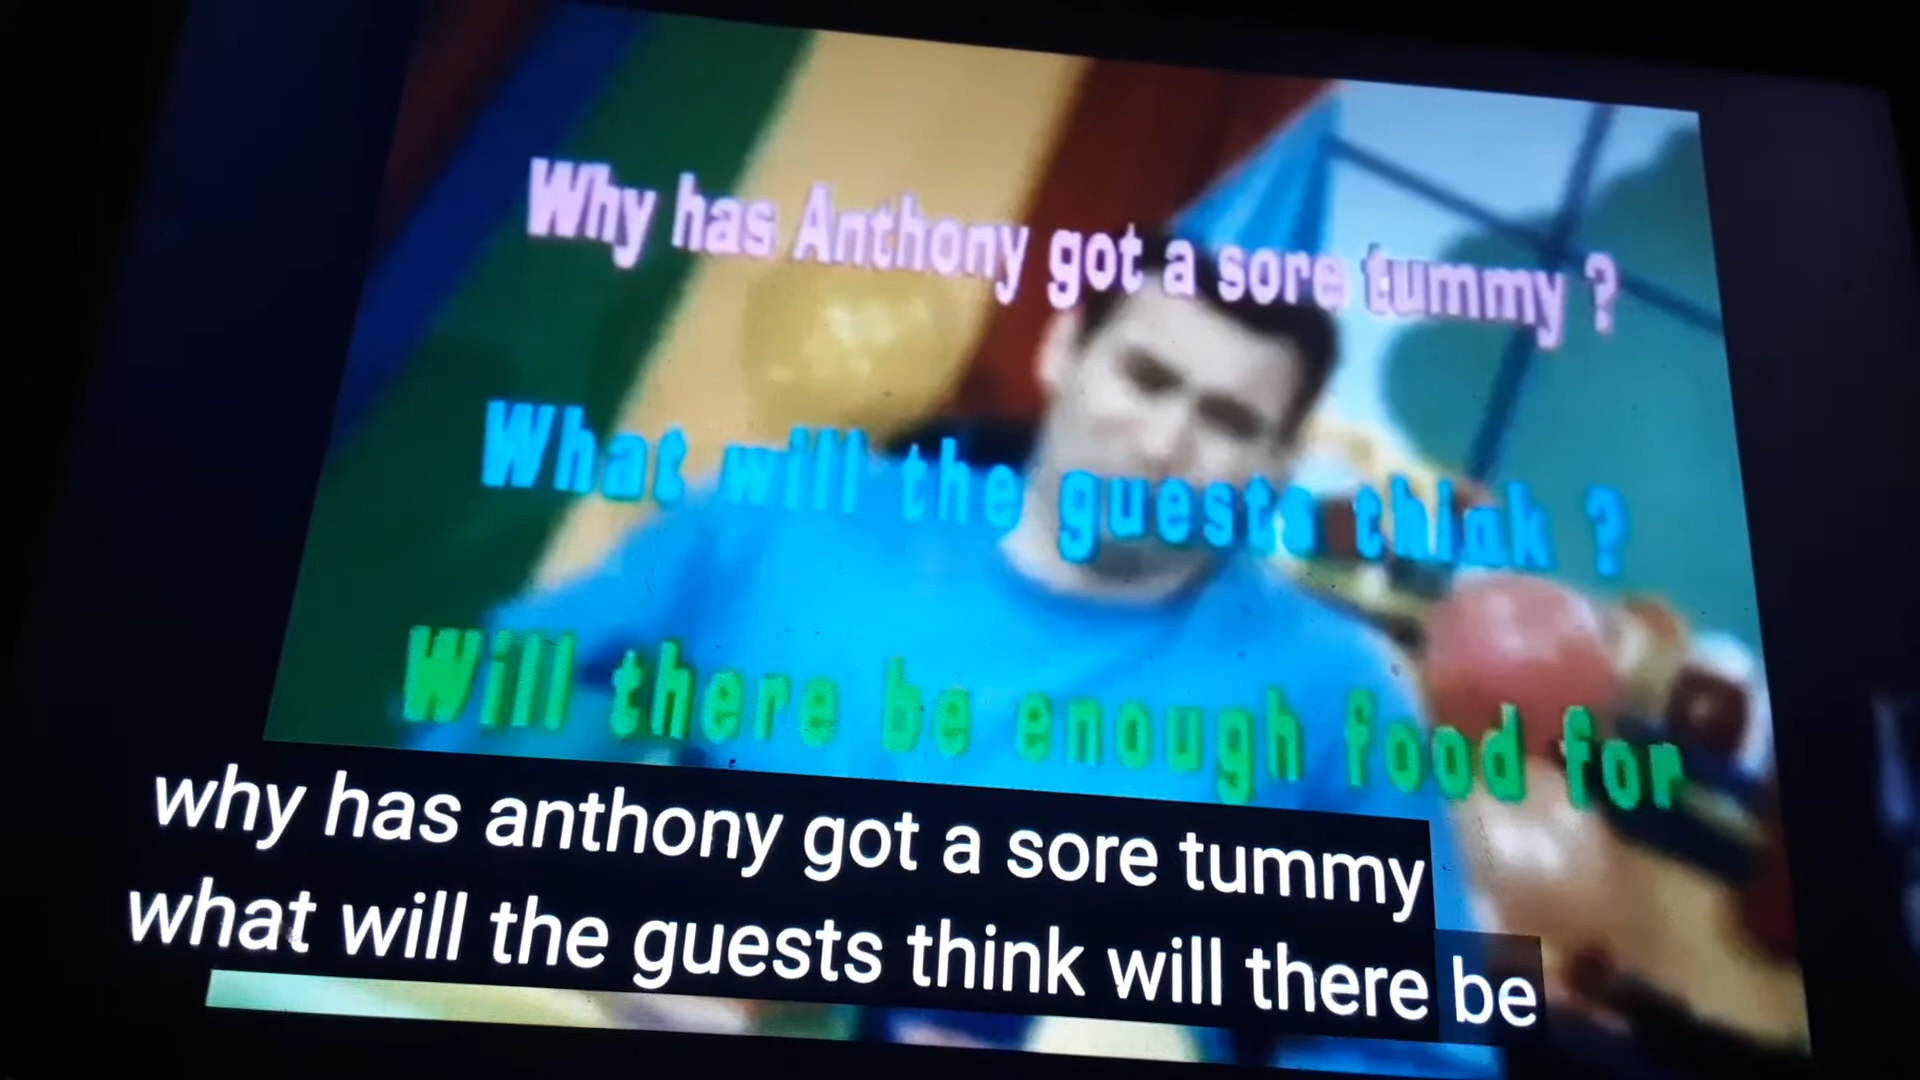 Why has Anthony got a sore tummy ?
What will the guests think ?
Will there be enough food for
why has anthony got a sore tummy
what will the guests think will there be